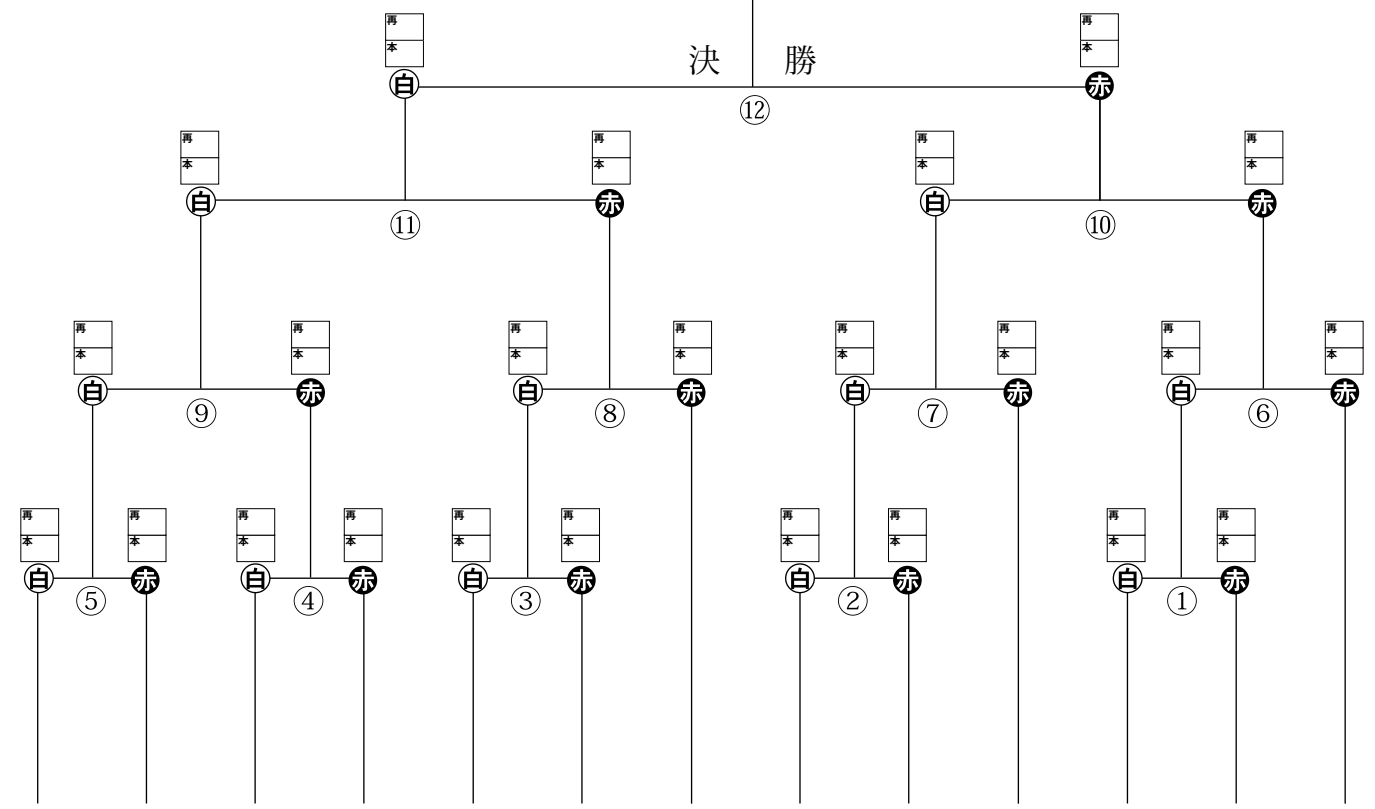 再 再
本 決 勝 本
白 赤
⑫
再 再 再 再
本 本 本 本
白 赤 白 赤
⑪ ⑩
再 再 再 再 再 再 再 再
本 本 本 本 本 本 本 本
白 赤 白 赤 白 赤 白 赤
⑨ ⑧ ⑦ ⑥
再 再 再 再 再 再 再 再 再 再
本 本 本 本 本 本 本 本 本 本
白 赤 白 赤 白 赤 白 赤 白 赤
⑤ ④ ③ ② ①